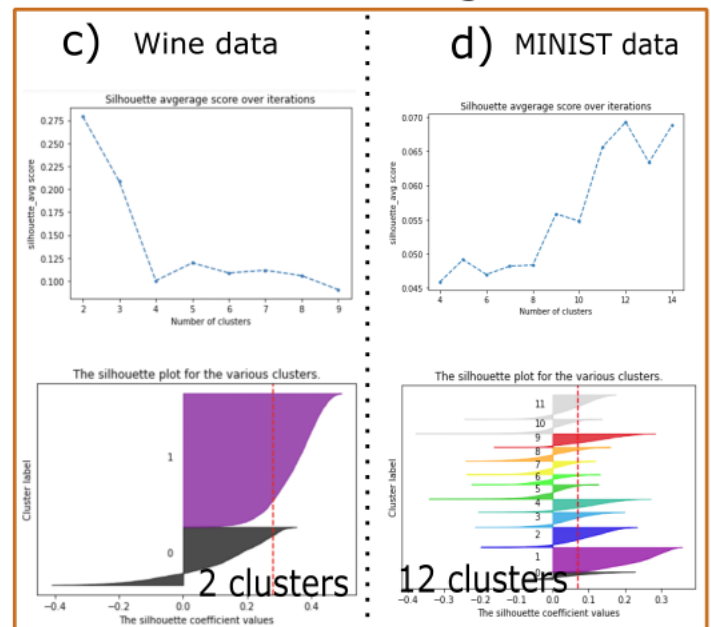 c) Wine data
Silhouette avgerage score over iterations
silhouette_avg score
0.275
0.250
0.225
0.200
0.175
0.150
0.125
0.100
2 3 4 5 6 7 8 9
Number of clusters
The silhouette plot for the various clusters.
Cluster label
1
0
2 clusters
−0.4 −0.2 0.0 0.2 0.4
The silhouette coefficient values
d) MINIST data
Silhouette avgerage score over iterations
silhouette_avg score
0.070
0.065
0.060
0.055
0.050
0.045
4 6 8 10 12 14
Number of clusters
The silhouette plot for the various clusters.
Cluster label
11
10
9
8
7
6
5
4
3
2
1
0
12 clusters
−0.4 −0.3 −0.2 −0.1 0.0 0.1 0.2 0.3
The silhouette coefficient values